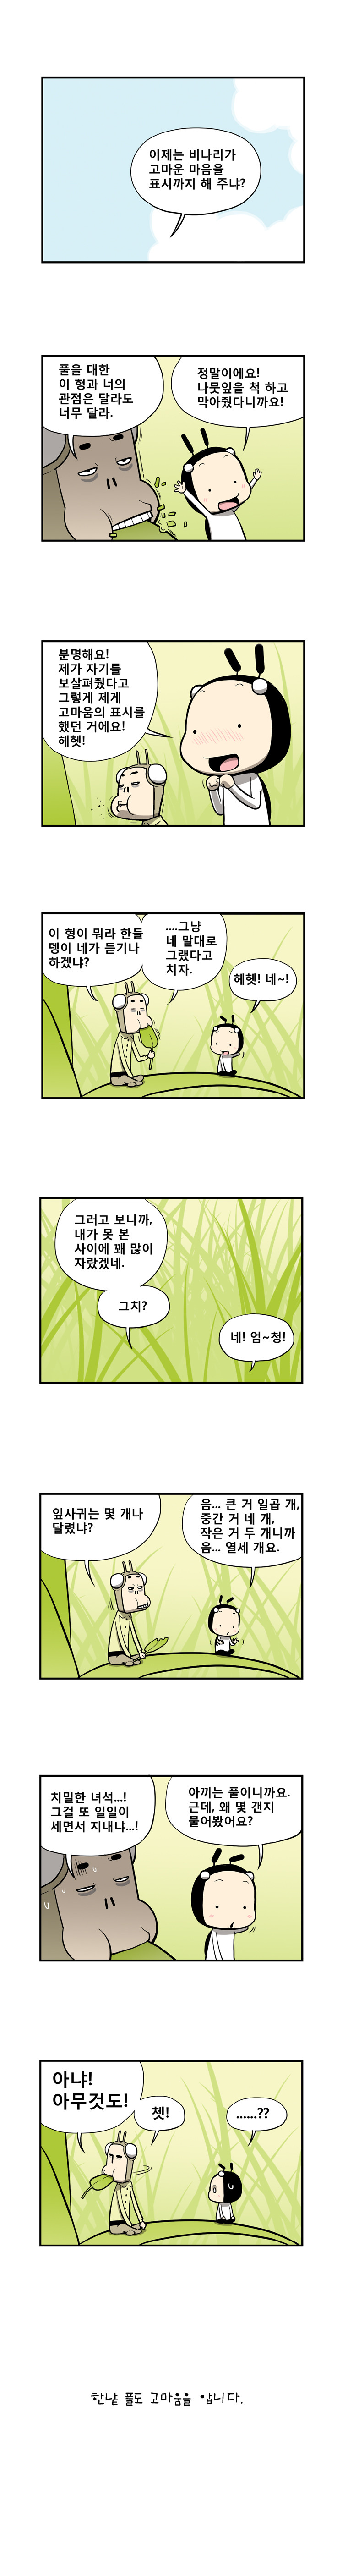 이제는 비나리가
고마운 마음을
표시까지 해 주냐?
풀을 대한
이 형과 너의
관점은 달라도
너무 달라.
정말이에요!
나뭇잎을 척 하고
막아줬다니까요!
분명해요!
제가 자기를
보살펴줬다고
그렇게 제게
고마움의 표시를
했던 거에요!
헤헷!
이 형이 뭐라 한들
뎅이 네가 듣기나
하겠냐?
....그냥
네 말대로
그랬다고
치자.
헤헷! 네~!
그러고 보니까,
내가 못 본
사이에 꽤 많이
자랐겠네.
그치?
네! 엄~청!
잎사귀는 몇 개나
달렸냐?
음... 큰 거 일곱 개,
중간 거 네 개,
작은 거 두 개니까
음... 열세 개요.
치밀한 녀석...!
그걸 또 일일이
세면서 지내냐...!
아끼는 풀이니까요.
근데, 왜 몇 갠지
물어봤어요?
아냐!
아무것도!
쳇!
......??
한낱 풀도 고마움을 압니다.